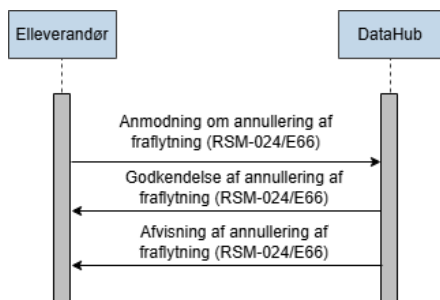 Elleverandør
DataHub
Anmodning om annullering af
fraflytning (RSM-024/E66)
Godkendelse af annullering af
fraflytning (RSM-024/E66)
Afvisning af annullering af
fraflytning (RSM-024/E66)